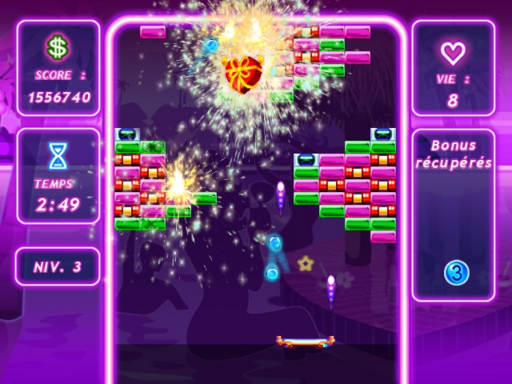 $
SCORE :
1556740
TEMPS
2:49
NIV. 3
VIE :
8
Bonus
récupérés
3